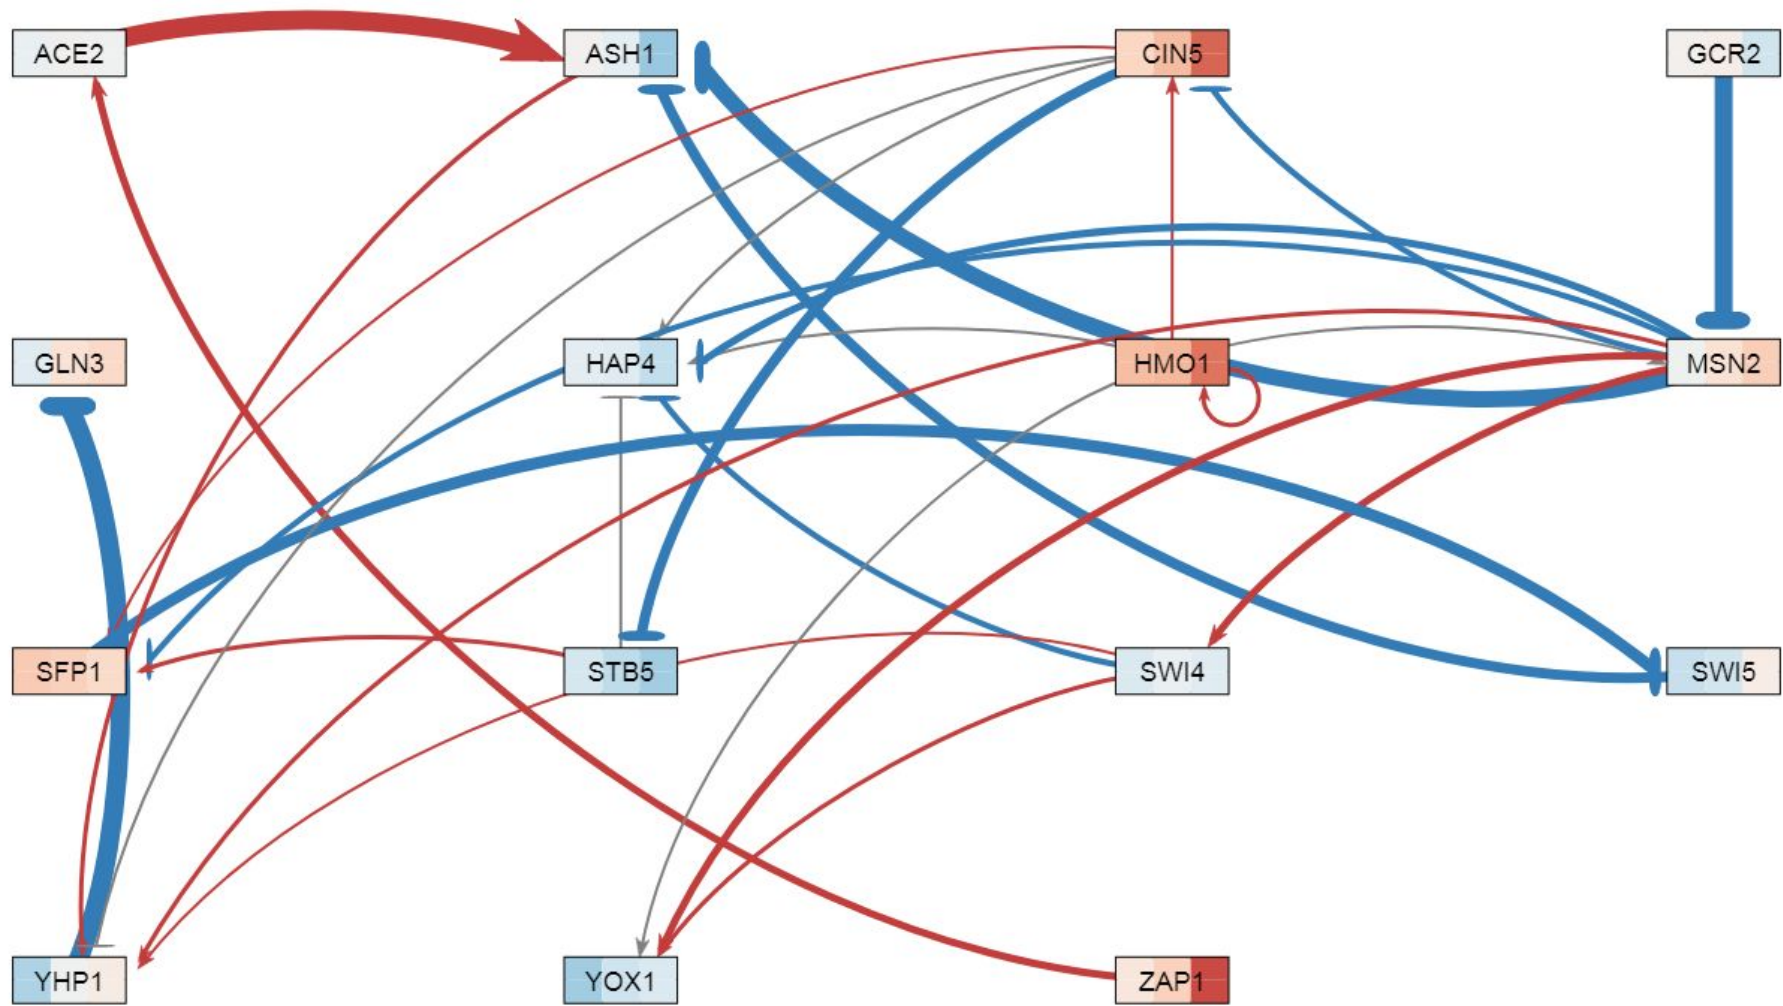 ACE2 ASH1 CIN5 GCR2
GLN3 HAP4 HMO1 MSN2
SFP1 STB5 SWI4 SWI5
YHP1 YOX1 ZAP1